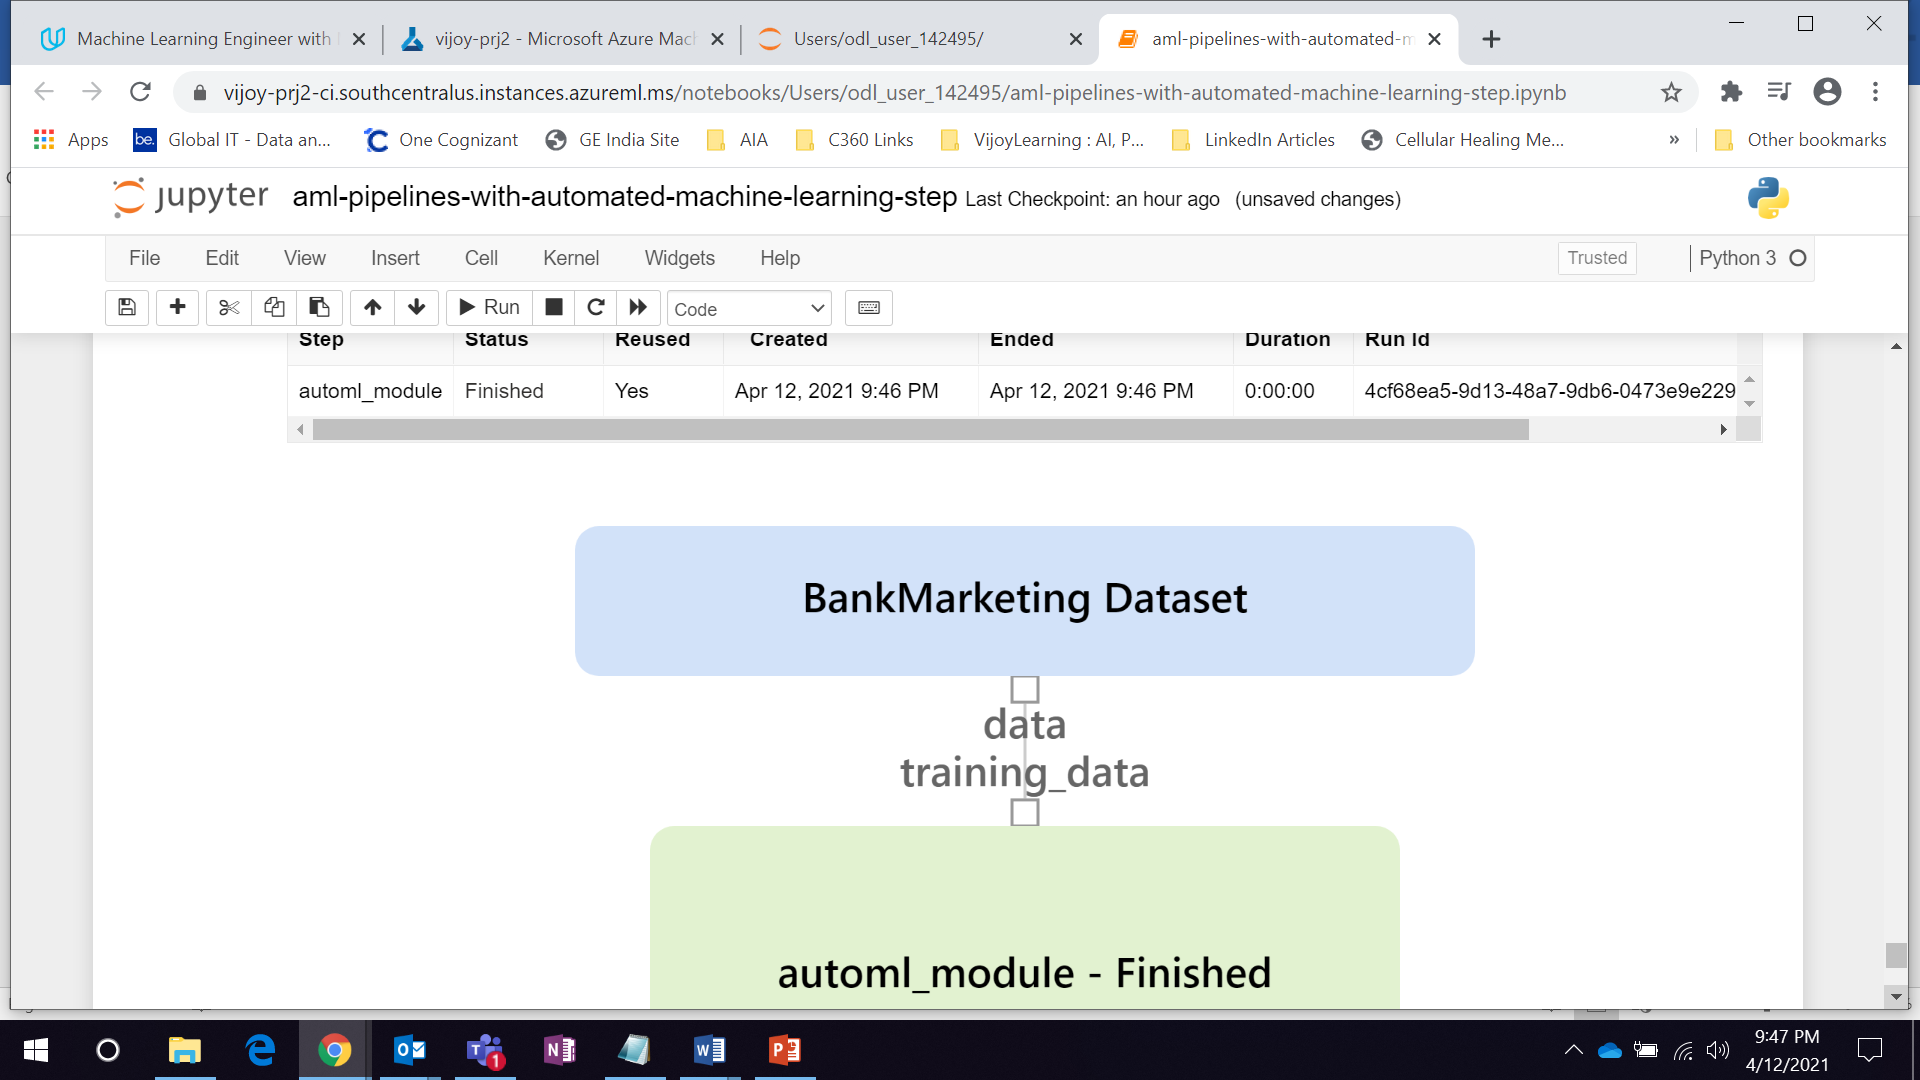 Machine Learning Engineer with
vijoy-prj2 - Microsoft Azure Mac
Users/odl_user_142495/
aml-pipelines-with-automated-m
vijoy-prj2-ci.southcentralus.instances.azureml.ms/notebooks/Users/odl_user_142495/aml-pipelines-with-automated-machine-learning-step.ipynb
Apps
be.
Global IT - Data an...
One Cognizant
GE India Site
AIA
C360 Links
VijoyLearning : AI, P...
LinkedIn Articles
Cellular Healing Me...
»
Other bookmarks
jupyter aml-pipelines-with-automated-machine-learning-step Last Checkpoint: an hour ago (unsaved changes)
File Edit View Insert Cell Kernel Widgets Help
Trusted
Python 3
Run
Code
Step Status Reused Created Ended Duration Run Id
automl_module Finished Yes Apr 12, 2021 9:46 PM Apr 12, 2021 9:46 PM 0:00:00 4cf68ea5-9d13-48a7-9db6-0473e9e229
BankMarketing Dataset
data
training_data
automl_module - Finished
1
9:47 PM
4/12/2021